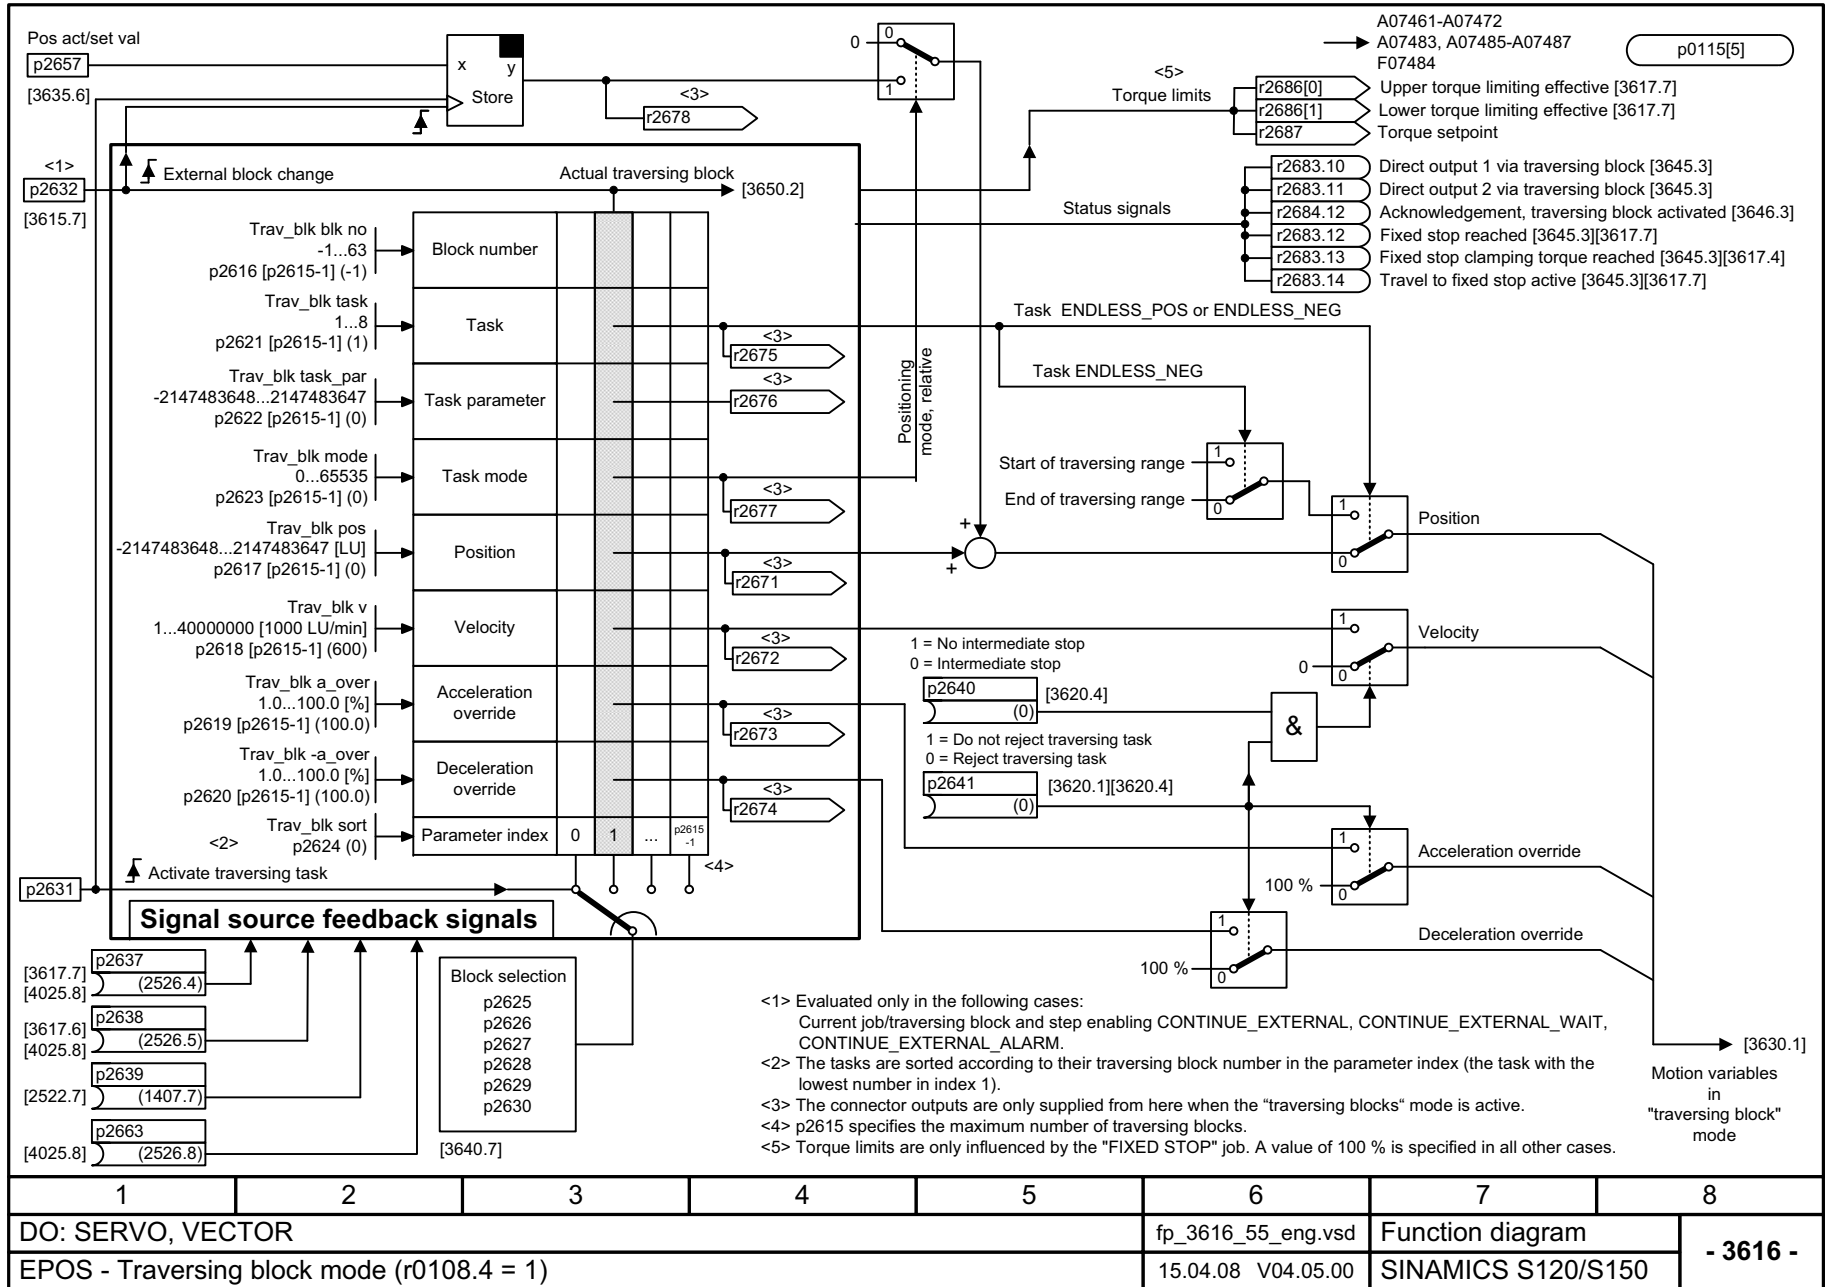 Pos act/set val
p2657
[3635.6]
x
y
Store
<3>
r2678
0
0
1
A07461-A07472
A07483, A07485-A07487
F07484
p0115[5]
<5>
Torque limits
r2686[0]
Upper torque limiting effective [3617.7]
r2686[1]
Lower torque limiting effective [3617.7]
r2687
Torque setpoint
<1>
p2632
[3615.7]
External block change
Actual traversing block
[3650.2]
Status signals
r2683.10
Direct output 1 via traversing block [3645.3]
r2683.11
Direct output 2 via traversing block [3645.3]
r2684.12
Acknowledgement, traversing block activated [3646.3]
r2683.12
Fixed stop reached [3645.3][3617.7]
r2683.13
Fixed stop clamping torque reached [3645.3][3617.4]
r2683.14
Travel to fixed stop active [3645.3][3617.7]
Trav_blk blk no
-1...63
p2616 [p2615-1] (-1)
Block number
Trav_blk task
1...8
p2621 [p2615-1] (1)
Task
<3>
r2675
Task ENDLESS_POS or ENDLESS_NEG
Task ENDLESS_NEG
Trav_blk task_par
-2147483648...2147483647
p2622 [p2615-1] (0)
Task parameter
<3>
r2676
Positioning
mode, relative
Trav_blk mode
0...65535
p2623 [p2615-1] (0)
Task mode
<3>
r2677
Start of traversing range
End of traversing range
1
0
Trav_blk pos
-2147483648...2147483647 [LU]
p2617 [p2615-1] (0)
Position
<3>
r2671
+
+
1
0
Position
Trav_blk v
1...40000000 [1000 LU/min]
p2618 [p2615-1] (600)
Velocity
<3>
r2672
1 = No intermediate stop
0 = Intermediate stop
p2640
(0)
[3620.4]
1
0
0
Velocity
Trav_blk a_over
1.0...100.0 [%]
p2619 [p2615-1] (100.0)
Acceleration
override
<3>
r2673
&
1 = Do not reject traversing task
0 = Reject traversing task
p2641
(0)
[3620.1][3620.4]
Trav_blk -a_over
1.0...100.0 [%]
p2620 [p2615-1] (100.0)
Deceleration
override
<3>
r2674
<2>
Trav_blk sort
p2624 (0)
Parameter index
0
1
...
p2615
-1
<4>
1
100 %
0
Acceleration override
p2631
Activate traversing task
Signal source feedback signals
1
100 %
0
Deceleration override
[3617.7]
[4025.8]
p2637
(2526.4)
[3617.6]
[4025.8]
p2638
(2526.5)
[2522.7]
p2639
(1407.7)
[4025.8]
p2663
(2526.8)
Block selection
p2625
p2626
p2627
p2628
p2629
p2630
[3640.7]
<1> Evaluated only in the following cases:
Current job/traversing block and step enabling CONTINUE_EXTERNAL, CONTINUE_EXTERNAL_WAIT,
CONTINUE_EXTERNAL_ALARM.
<2> The tasks are sorted according to their traversing block number in the parameter index (the task with the
lowest number in index 1).
<3> The connector outputs are only supplied from here when the “traversing blocks“ mode is active.
<4> p2615 specifies the maximum number of traversing blocks.
<5> Torque limits are only influenced by the "FIXED STOP" job. A value of 100 % is specified in all other cases.
[3630.1]
Motion variables
in
"traversing block"
mode
1 2 3 4 5 6 7 8
DO: SERVO, VECTOR
fp_3616_55_eng.vsd
Function diagram
- 3616 -
EPOS - Traversing block mode (r0108.4 = 1)
15.04.08 V04.05.00
SINAMICS S120/S150